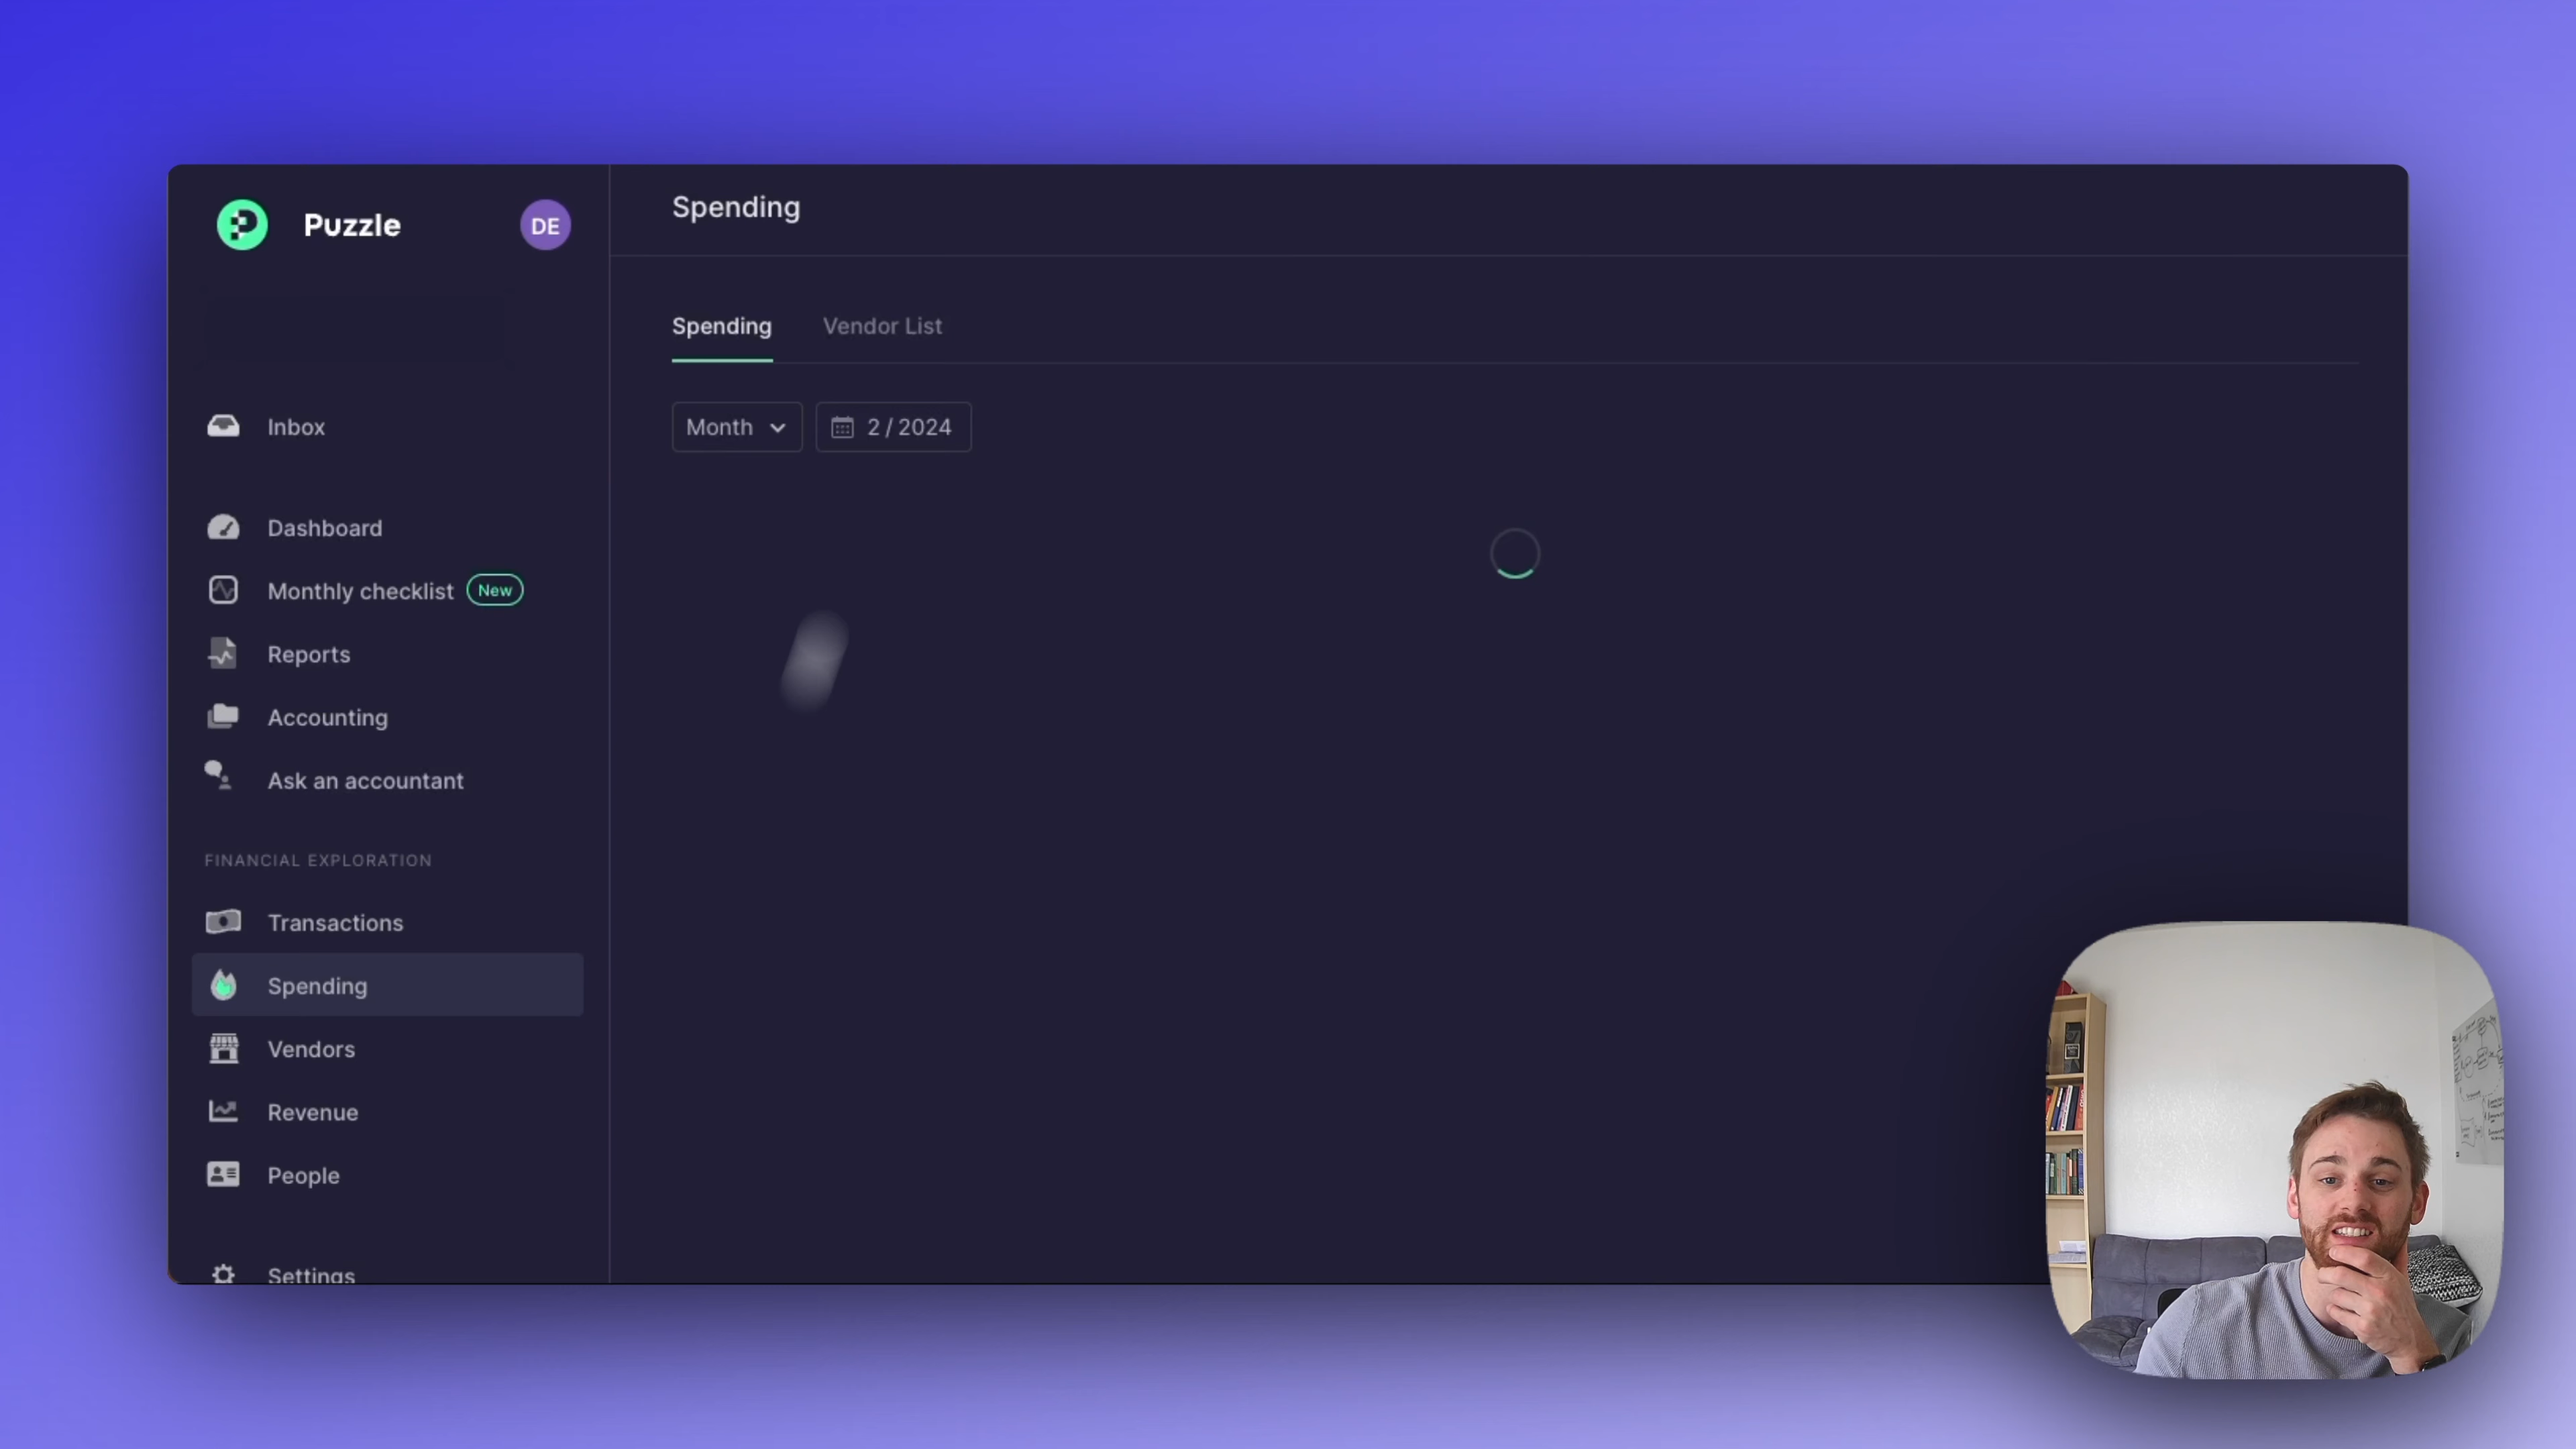 Puzzle
DE
Inbox
Dashboard
Monthly checklist New
Reports
Accounting
Ask an accountant
FINANCIAL EXPLORATION
Transactions
Spending
Vendors
Revenue
People
Settings
Spending
Spending Vendor List
Month 2 / 2024